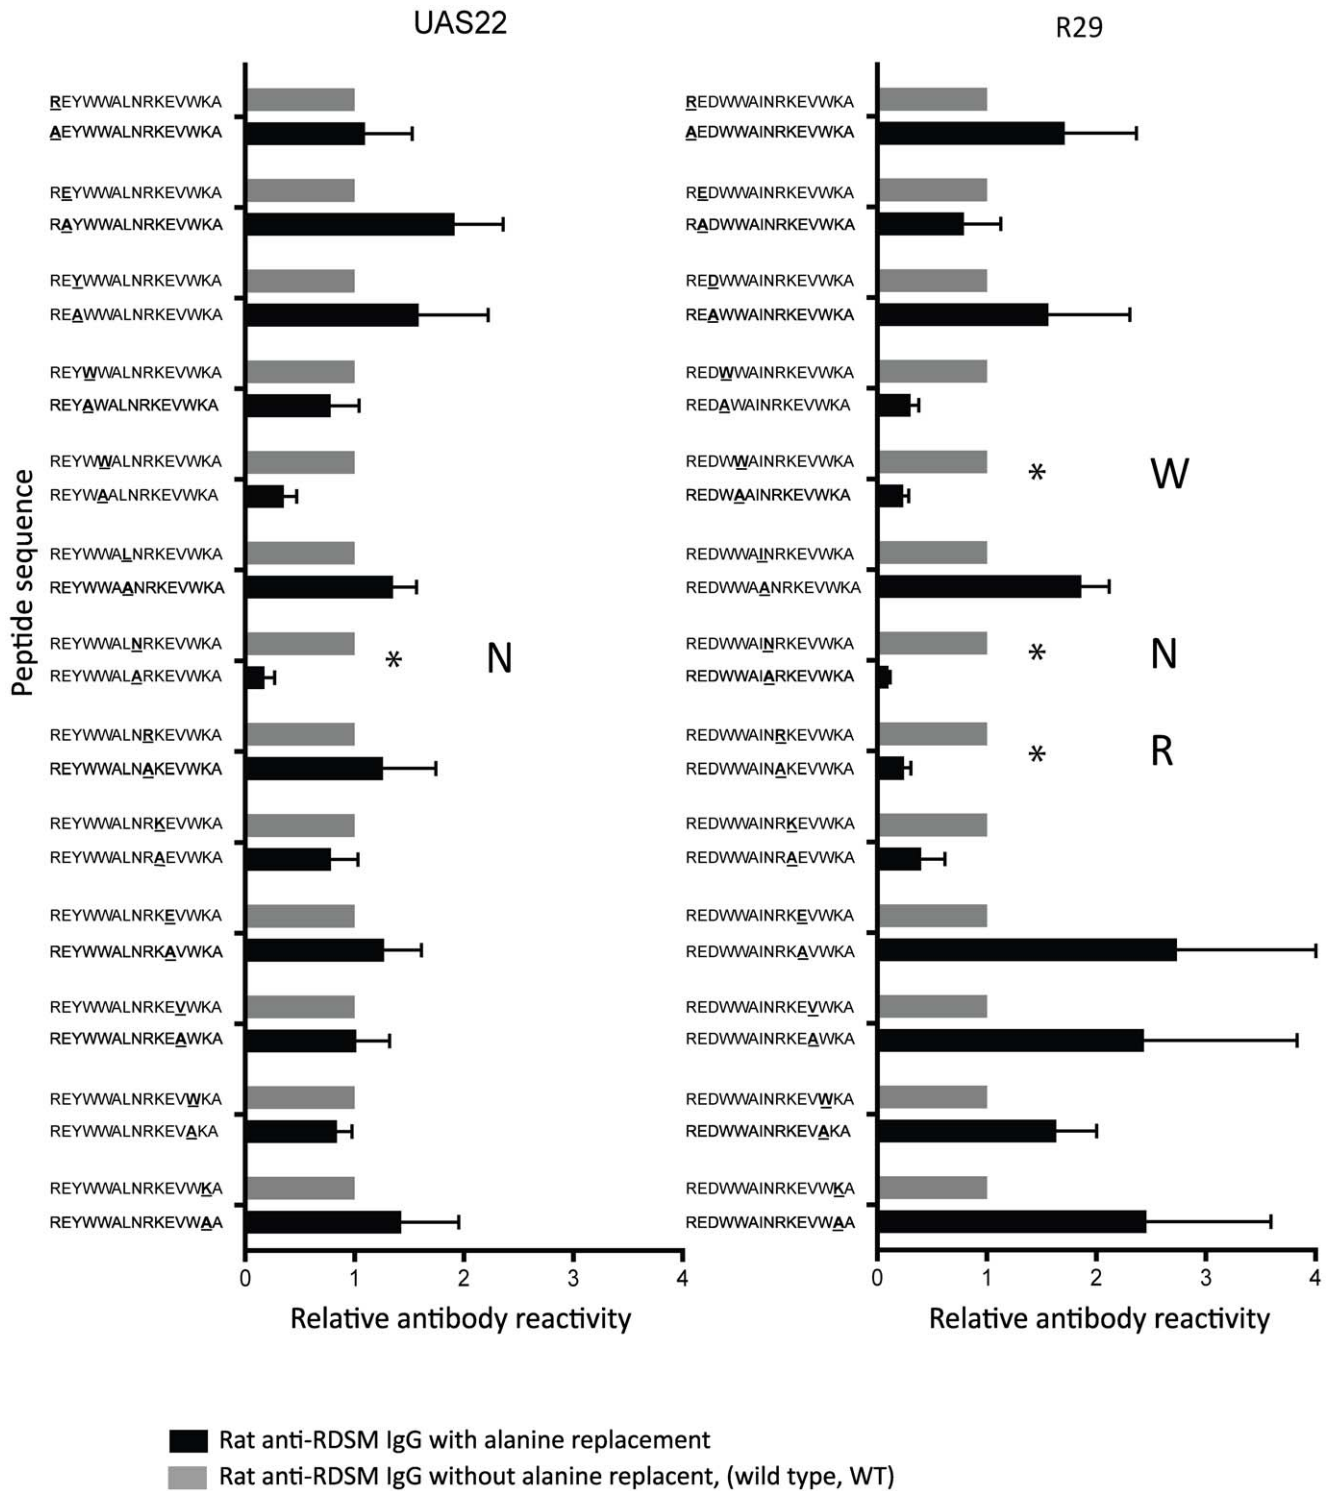 UAS22
R29
Peptide sequence
REYWWALNRKEVWKA
AEYWWALNRKEVWKA
REYWWALNRKEVWKA
RAYWWALNRKEVWKA
REYWWALNRKEVWKA
REAWWALNRKEVWKA
REYWWALNRKEVWKA
REYAWALNRKEVWKA
REYWWALNRKEVWKA
REYWAALNRKEVWKA
REYWWALNRKEVWKA
REYWWAANRKEVWKA
REYWWALNRKEVWKA
* N
REYWWALARKEVWKA
REYWWALNRKEVWKA
REYWWALNAKEVWKA
REYWWALNRKEVWKA
REYWWALNRAEVWKA
REYWWALNRKEVWKA
REYWWALNRKAVWKA
REYWWALNRKEVWKA
REYWWALNRKEAWKA
REYWWALNRKEVWKA
REYWWALNRKEVAKA
REYWWALNRKEVWKA
REYWWALNRKEVWAA
0 1 2 3 4
Relative antibody reactivity
REDWWAINRKEVWKA
AEDWWAINRKEVWKA
REDWWAINRKEVWKA
RADWWAINRKEVWKA
REDWWAINRKEVWKA
REAWWAINRKEVWKA
REDWWAINRKEVWKA
REDAWAINRKEVWKA
REDWWAINRKEVWKA
* W
REDWAAINRKEVWKA
REDWWAINRKEVWKA
REDWWAANRKEVWKA
REDWWAINRKEVWKA
* N
REDWWAIARKEVWKA
REDWWAINRKEVWKA
* R
REDWWAINAKEVWKA
REDWWAINRKEVWKA
REDWWAINRAEVWKA
REDWWAINRKEVWKA
REDWWAINRKAVWKA
REDWWAINRKEVWKA
REDWWAINRKEAWKA
REDWWAINRKEVWKA
REDWWAINRKEVAKA
REDWWAINRKEVWKA
REDWWAINRKEVWAA
0 1 2 3 4
Relative antibody reactivity
Rat anti-RDSM IgG with alanine replacement
Rat anti-RDSM IgG without alanine replacent, (wild type, WT)